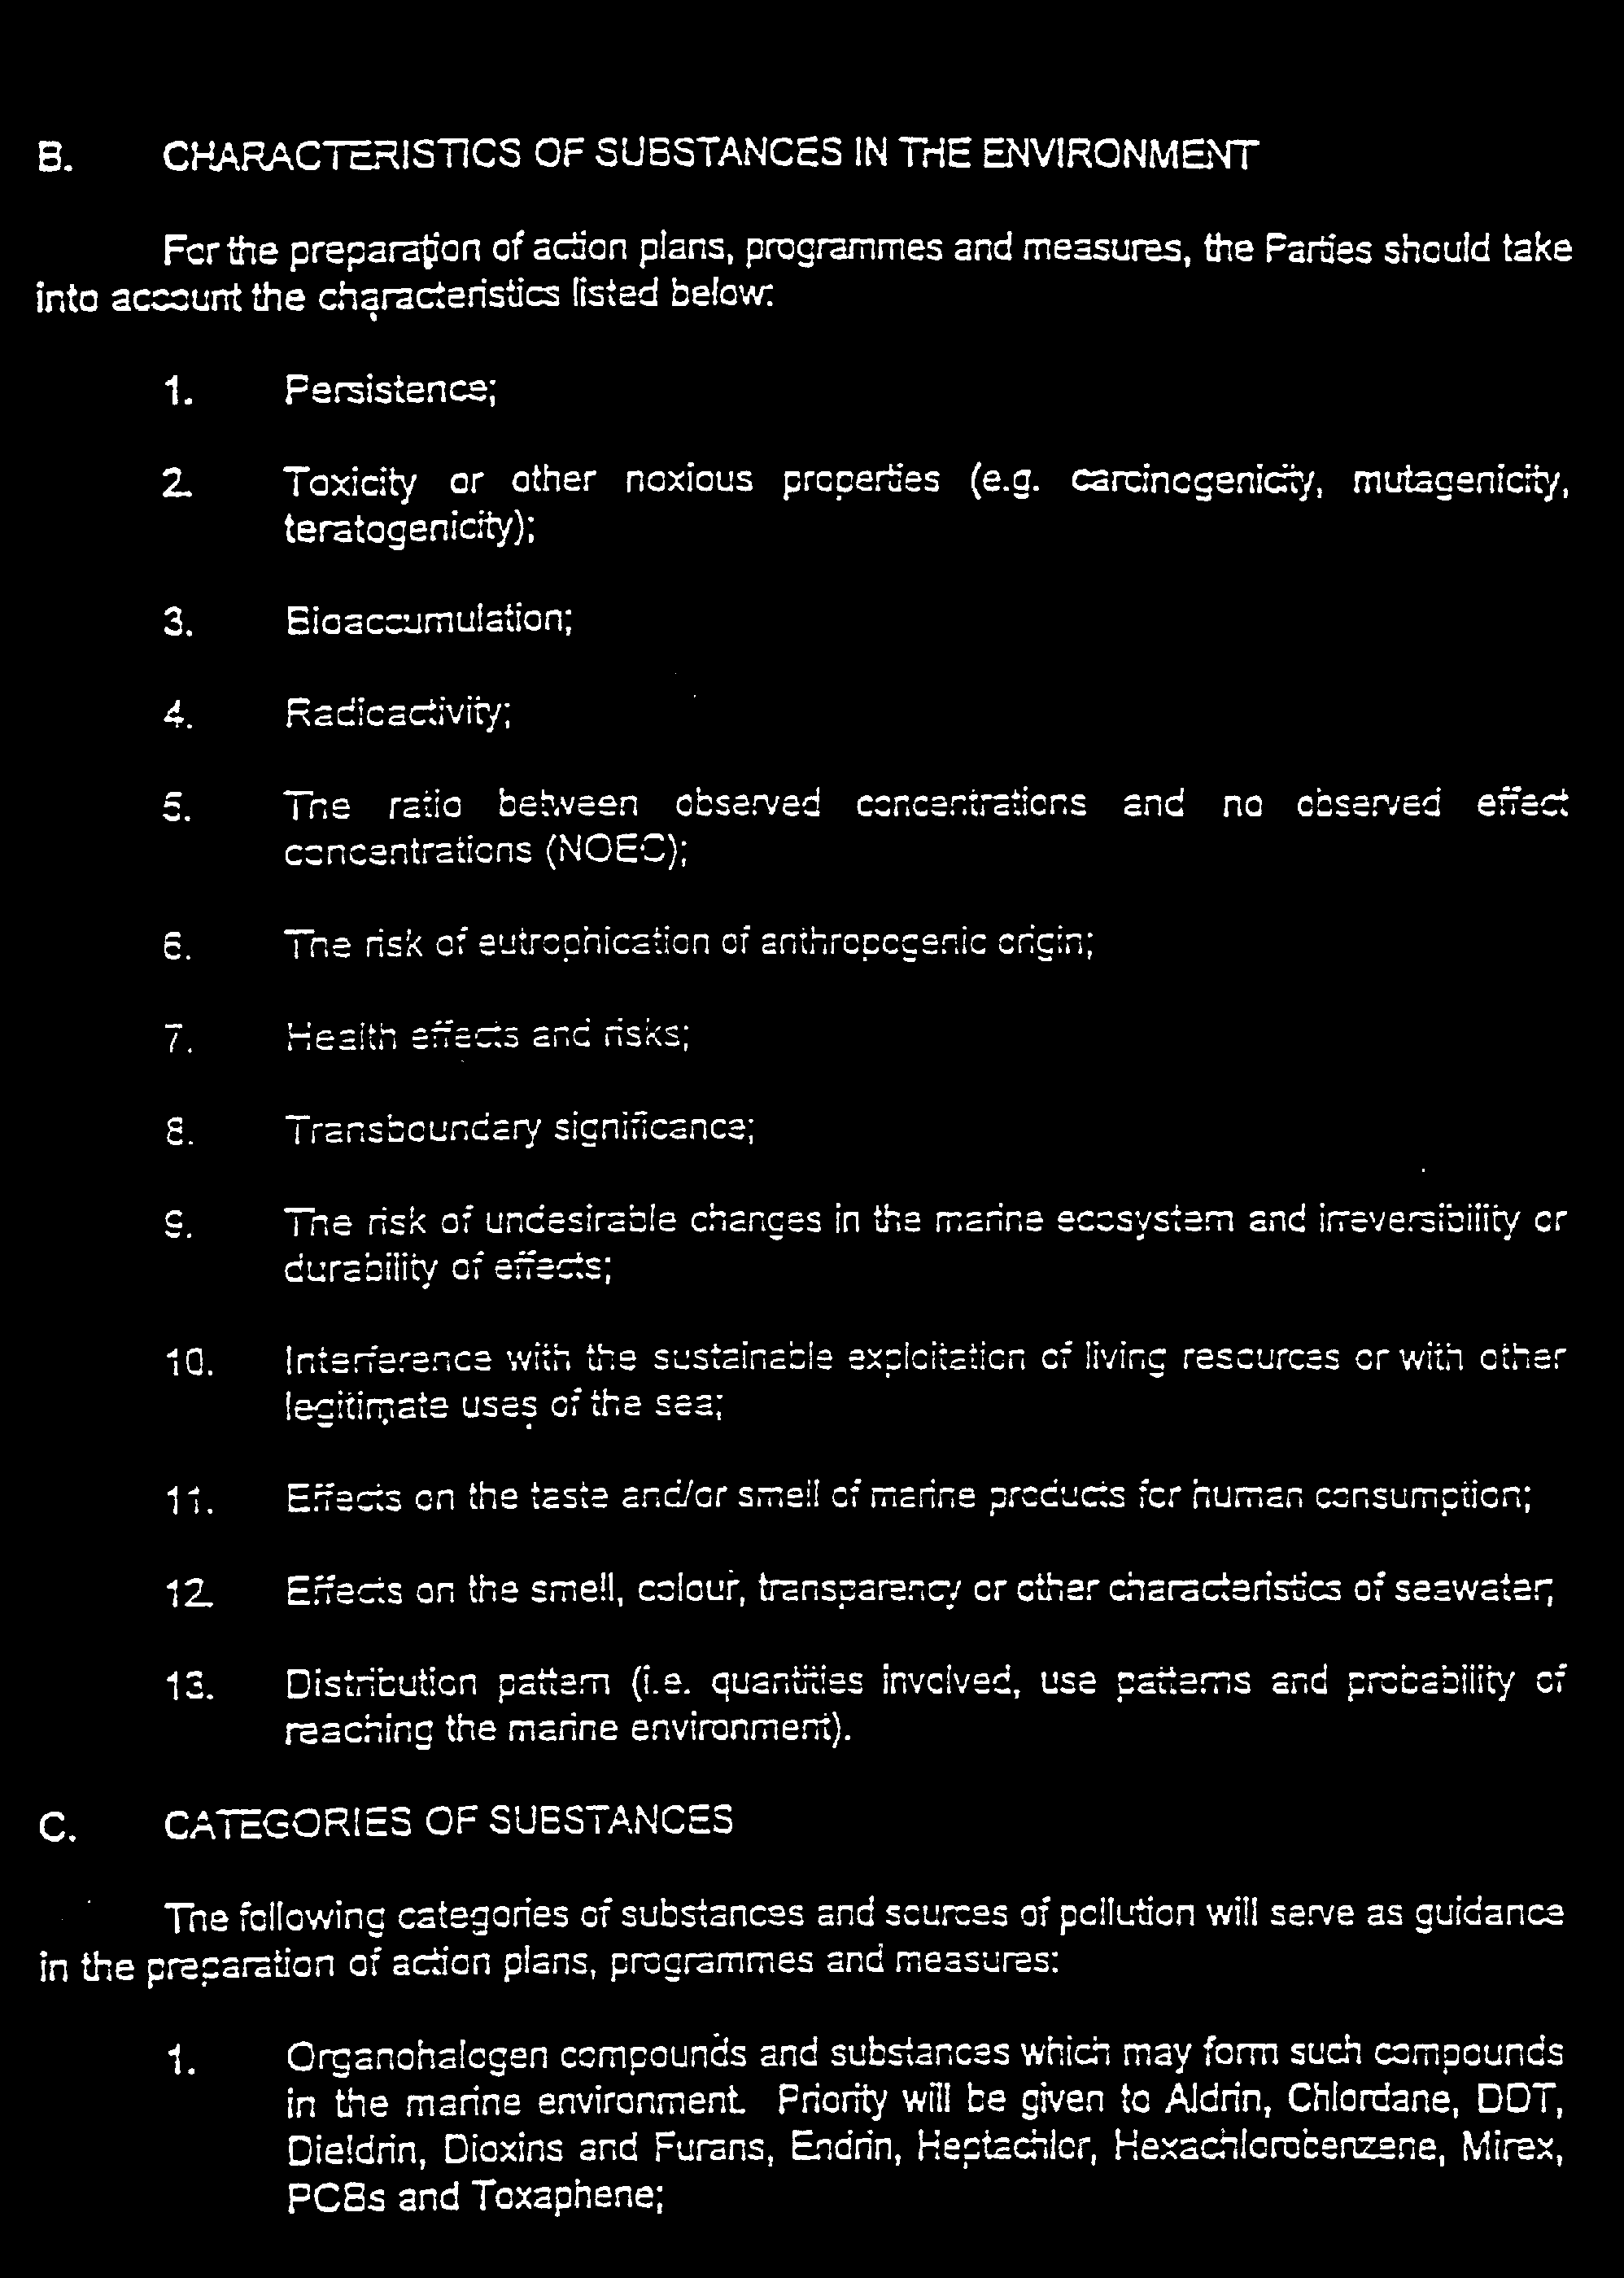 B. CHARACTERISTICS OF SUBSTANCES IN THE ENVIRONMENT
For the preparation of action plans, programmes and measures, the Parties should take
into account the characteristics listed below:
1. Persistence;
2. Toxicity or other noxious properties (e.g. carcinogenicity, mutagenicity,
teratogenicity);
3. Bioaccumulation;
4. Radioactivity;
5. The ratio between observed concentrations and no observed effect
concentrations (NOEC);
6. The risk of eutrophication of anthropogenic origin;
7. Health effects and risks;
8. Transboundary significance;
9. The risk of undesirable changes in the marine ecosystem and irreversibility or
durability of effects;
10. Interference with the sustainable exploitation of living resources or with other
legitimate uses of the sea;
11. Effects on the taste and/or smell of marine products for human consumption;
12. Effects on the smell, colour, transparency or other characteristics of seawater;
13. Distribution pattern (i.e. quantities involved, use patterns and probability of
reaching the marine environment).
C. CATEGORIES OF SUBSTANCES
The following categories of substances and sources of pollution will serve as guidance
in the preparation of action plans, programmes and measures:
1. Organohalogen compounds and substances which may form such compounds
in the marine environment. Priority will be given to Aldrin, Chlordane, DDT,
Dieldrin, Dioxins and Furans, Endrin, Heptachlor, Hexachlorobenzene, Mirex,
PCBs and Toxaphene;